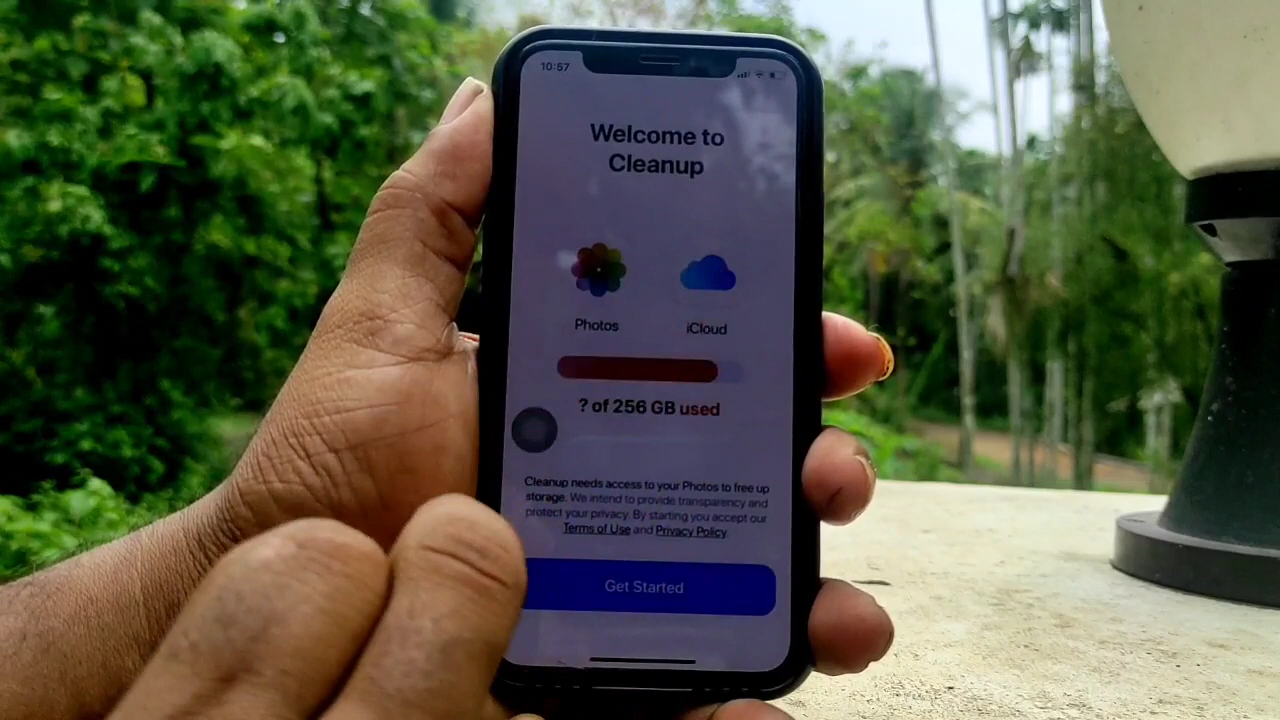 10:57
Welcome to
Cleanup
Photos
iCloud
? of 256 GB used
Cleanup needs access to your Photos to free up
storage. We intend to provide transparency and
protect your privacy. By starting you accept our
Terms of Use and Privacy Policy.
Get Started